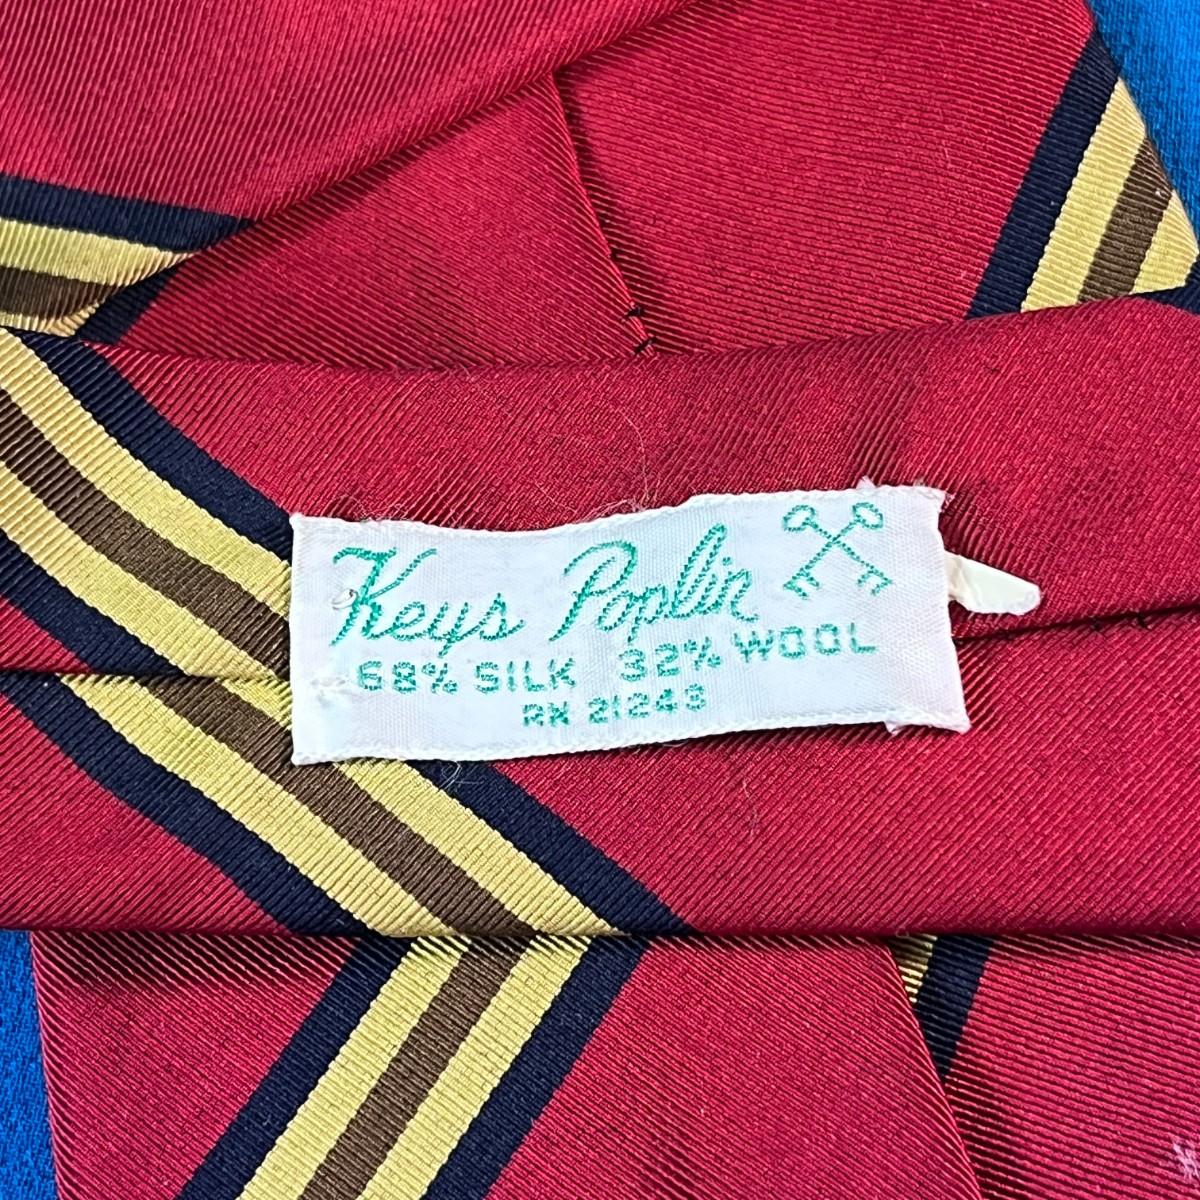 Keys Poplin
68% SILK 32% WOOL
RN 21243